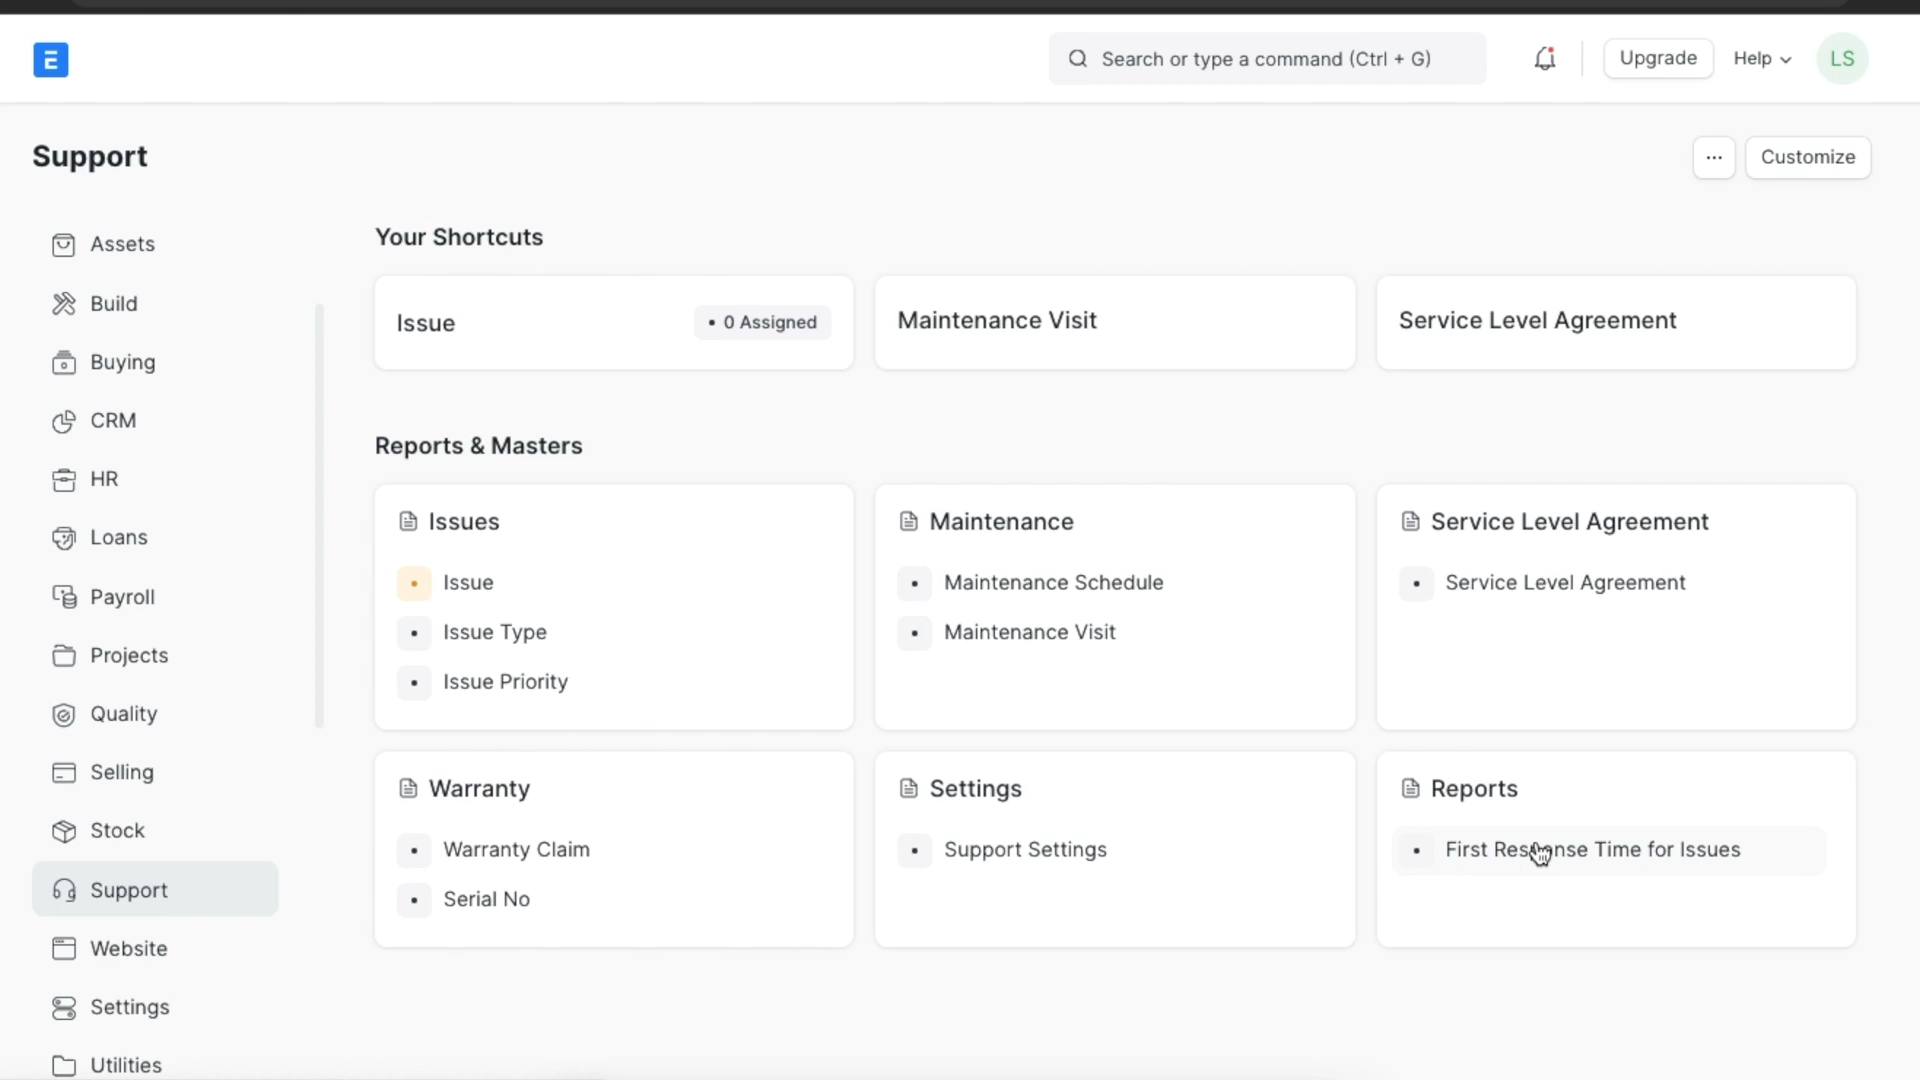 E
Search or type a command (Ctrl + G)
Upgrade
Help
LS
Support
...
Customize
Assets
Build
Buying
CRM
HR
Loans
Payroll
Projects
Quality
Selling
Stock
Support
Website
Settings
Utilities
Your Shortcuts
Issue
• 0 Assigned
Maintenance Visit
Service Level Agreement
Reports & Masters
Issues
• Issue
• Issue Type
• Issue Priority
Maintenance
• Maintenance Schedule
• Maintenance Visit
Service Level Agreement
• Service Level Agreement
Warranty
• Warranty Claim
• Serial No
Settings
• Support Settings
Reports
• First Response Time for Issues